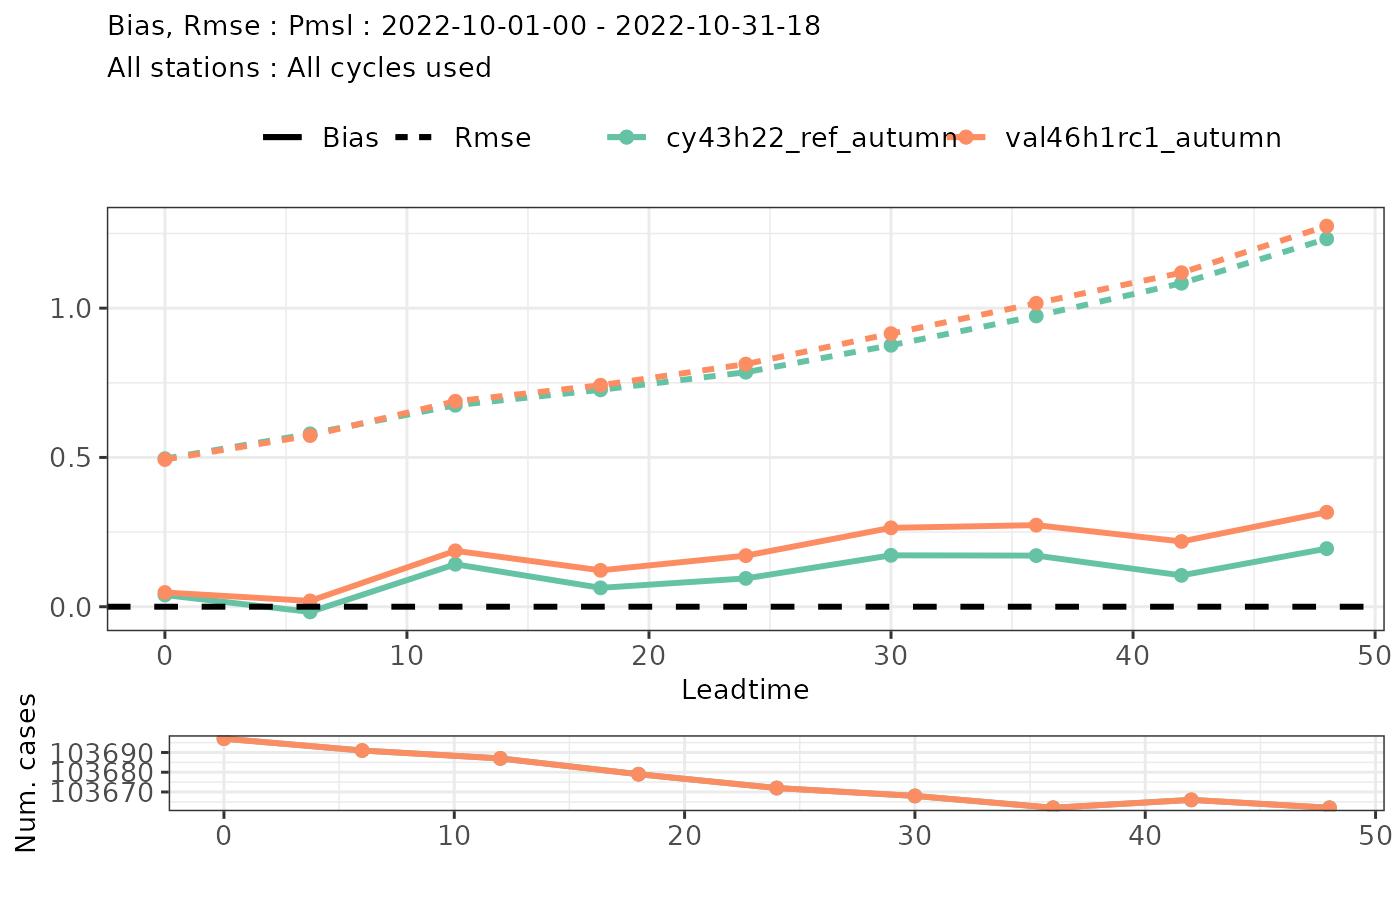 Bias, Rmse : Pmsl : 2022-10-01-00 - 2022-10-31-18
All stations : All cycles used
Bias Rmse cy43h22_ref_autumn val46h1rc1_autumn
1.0
0.5
0.0
0 10 20 30 40 50
Leadtime
Num. cases
103690
103680
103670
0 10 20 30 40 50